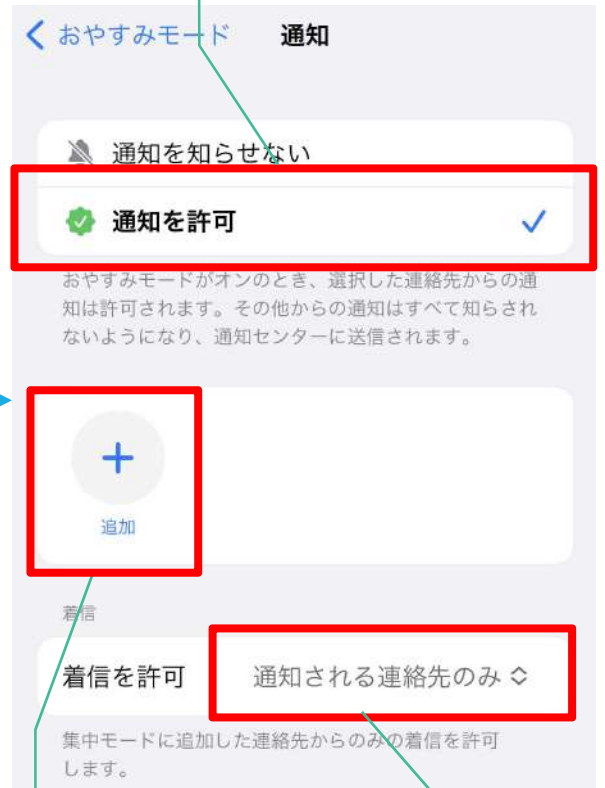 おやすみモード 通知
通知を知らせない
通知を許可
おやすみモードがオンのとき、選択した連絡先からの通
知は許可されます。その他からの通知はすべて知らされ
ないようになり、通知センターに送信されます。
追加
着信
着信を許可 通知される連絡先のみ
集中モードに追加した連絡先からのみの着信を許可
します。